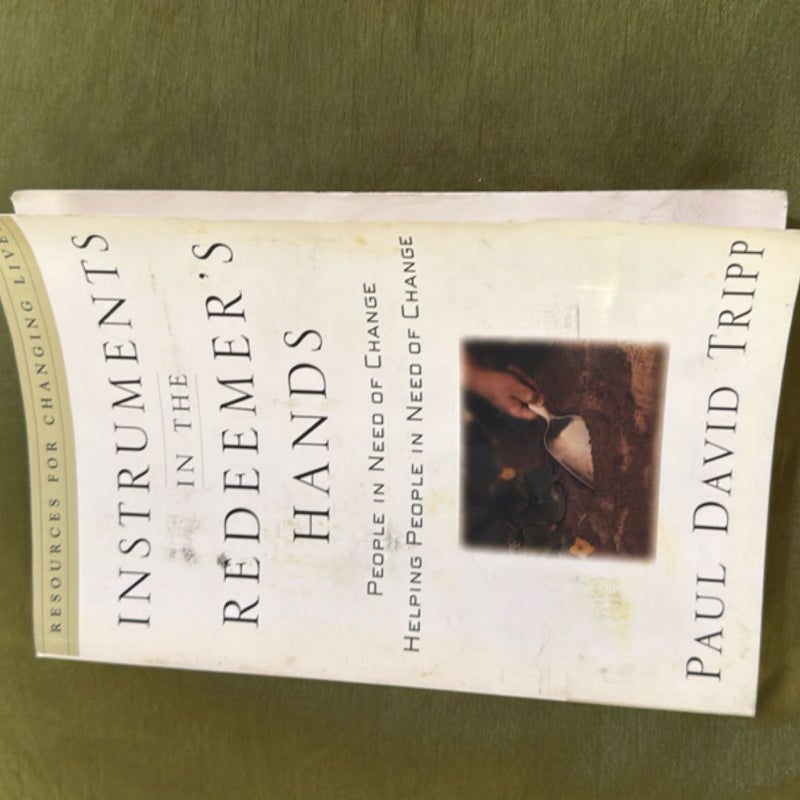 RESOURCES FOR CHANGING LIVE
INSTRUMENTS
IN THE
REDEEMER'S
HANDS
PEOPLE IN NEED OF CHANGE
HELPING PEOPLE IN NEED OF CHANGE
PAUL DAVID TRIPP